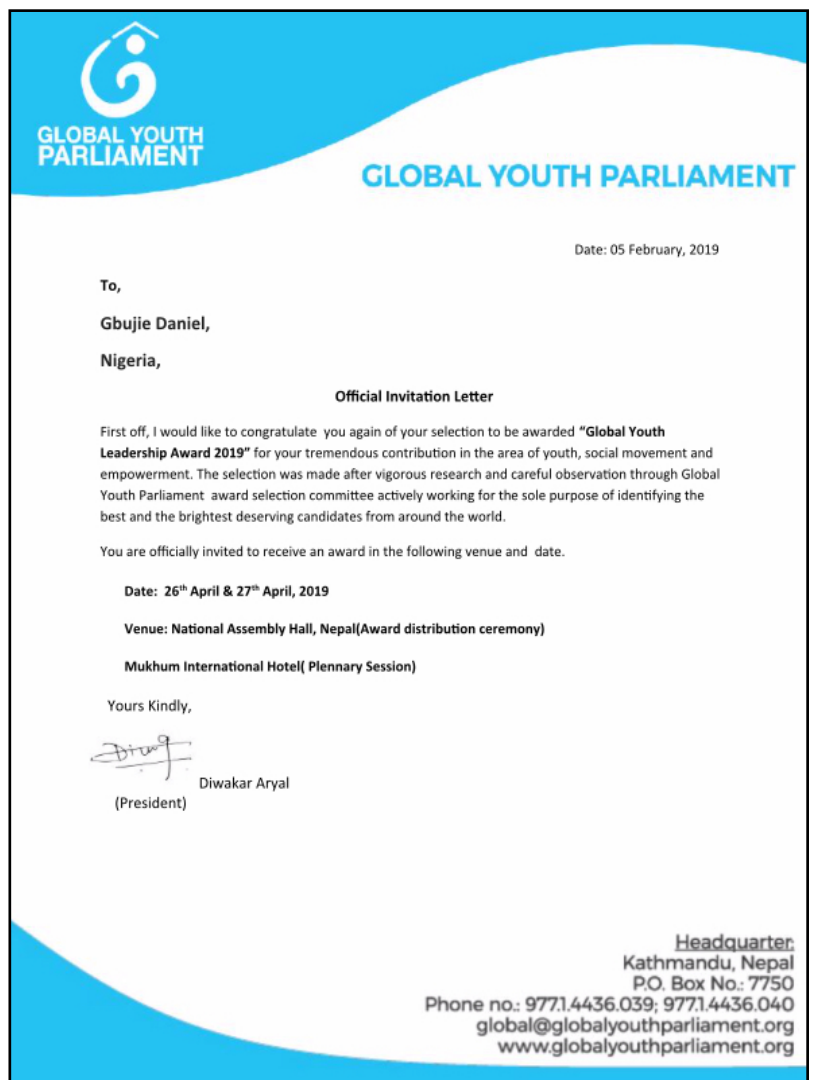 GLOBAL YOUTH
PARLIAMENT
GLOBAL YOUTH PARLIAMENT
Date: 05 February, 2019
To,
Gbujie Daniel,
Nigeria,
Official Invitation Letter
First off, I would like to congratulate you again of your selection to be awarded “Global Youth
Leadership Award 2019” for your tremendous contribution in the area of youth, social movement and
empowerment. The selection was made after vigorous research and careful observation through Global
Youth Parliament award selection committee actively working for the sole purpose of identifying the
best and the brightest deserving candidates from around the world.
You are officially invited to receive an award in the following venue and date.
Date: 26th April & 27th April, 2019
Venue: National Assembly Hall, Nepal(Award distribution ceremony)
Mukhum International Hotel( Plennary Session)
Yours Kindly,
Diwakar Aryal
(President)
Headquarter:
Kathmandu, Nepal
P.O. Box No.: 7750
Phone no.: 977.1.4436.039; 977.1.4436.040
global@globalyouthparliament.org
www.globalyouthparliament.org